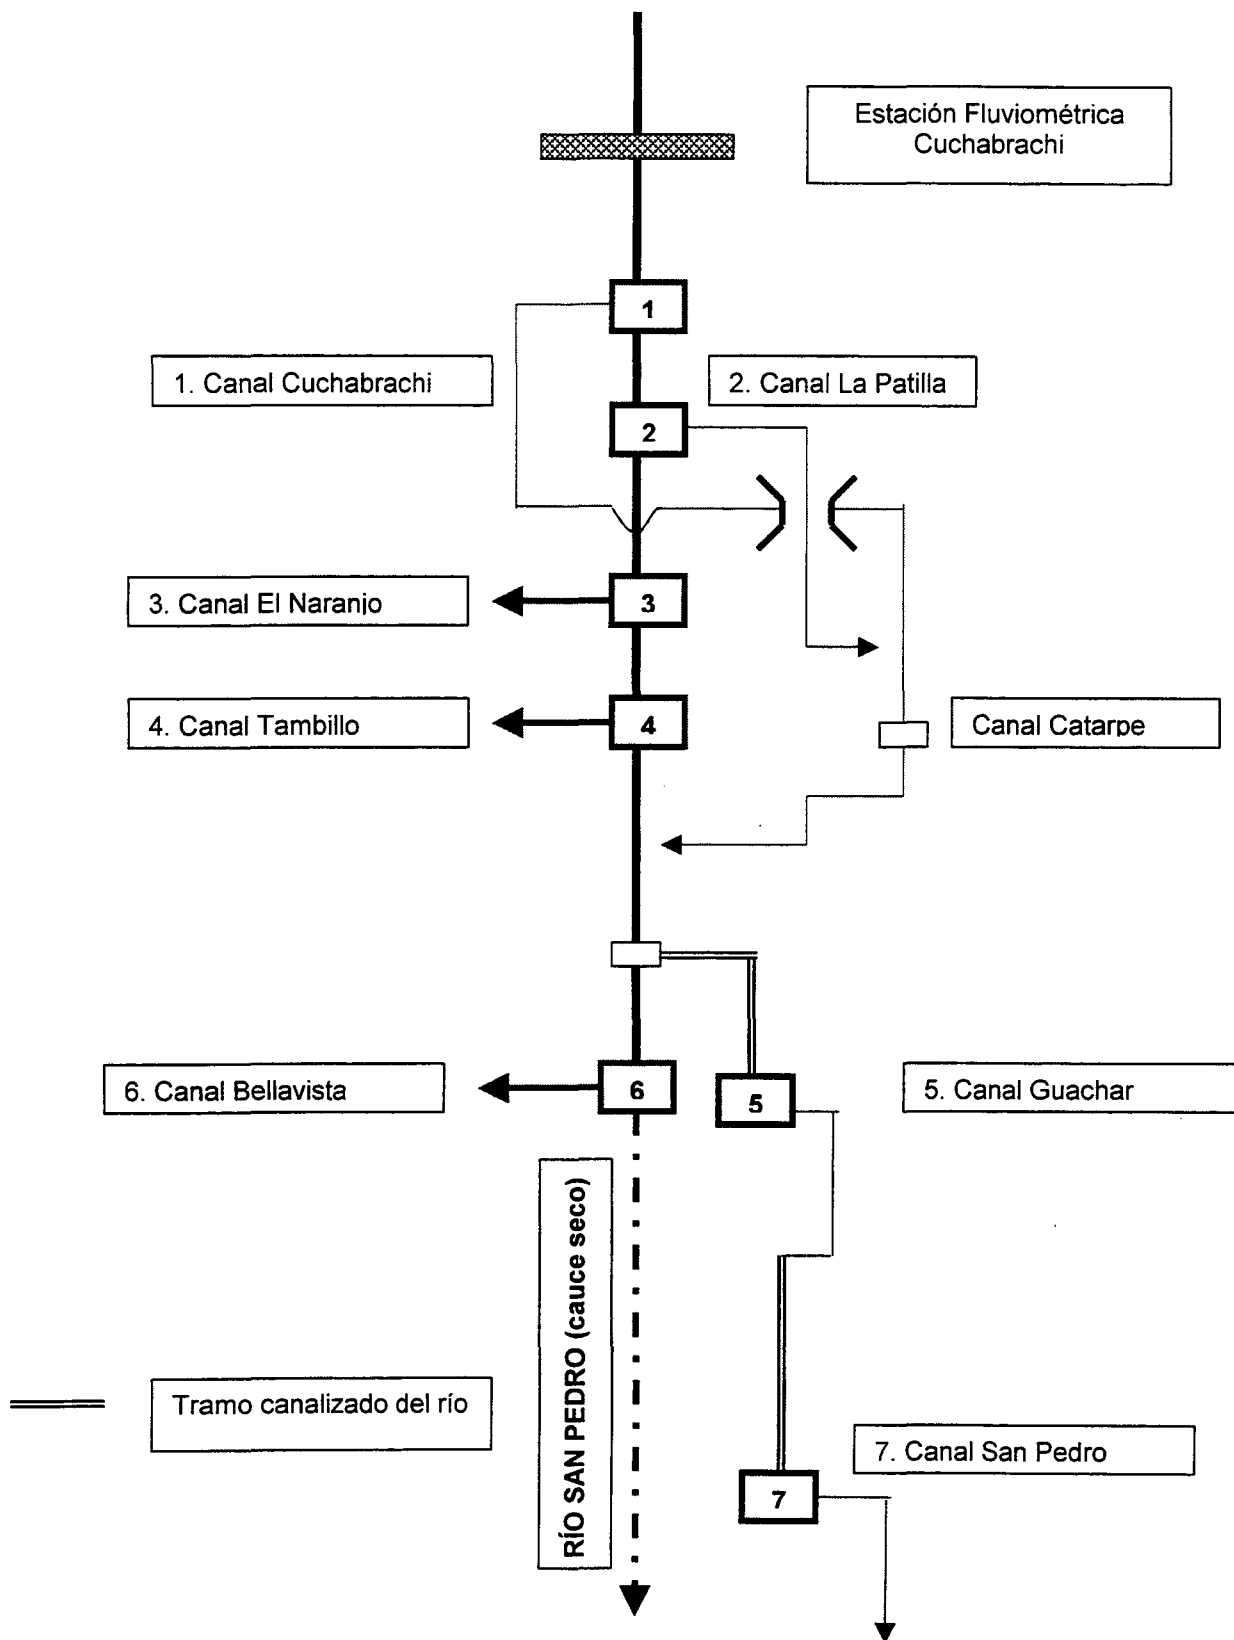 Estación Fluviométrica
Cuchabrachi
1
1. Canal Cuchabrachi
2. Canal La Patilla
2
3. Canal El Naranjo
3
4. Canal Tambillo
4
Canal Catarpe
6. Canal Bellavista
6
5
5. Canal Guachar
RÍO SAN PEDRO (cauce seco)
Tramo canalizado del río
7. Canal San Pedro
7